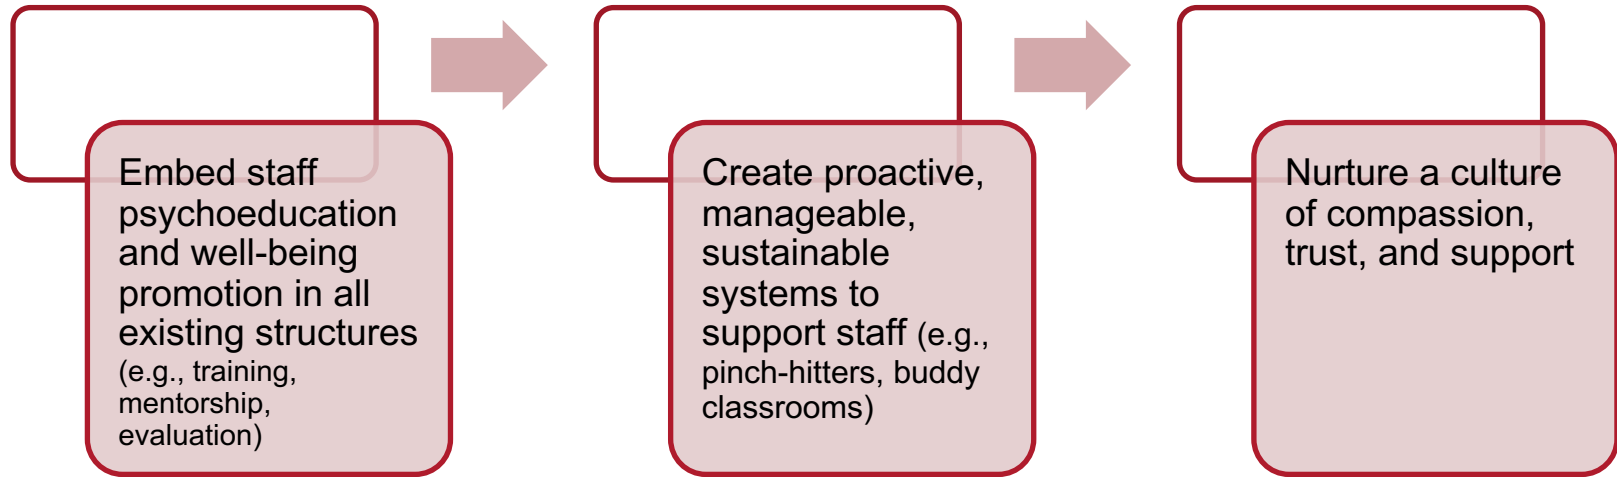 Embed staff
psychoeducation
and well-being
promotion in all
existing structures
(e.g., training,
mentorship,
evaluation)
Create proactive,
manageable,
sustainable
systems to
support staff (e.g.,
pinch-hitters, buddy
classrooms)
Nurture a culture
of compassion,
trust, and support